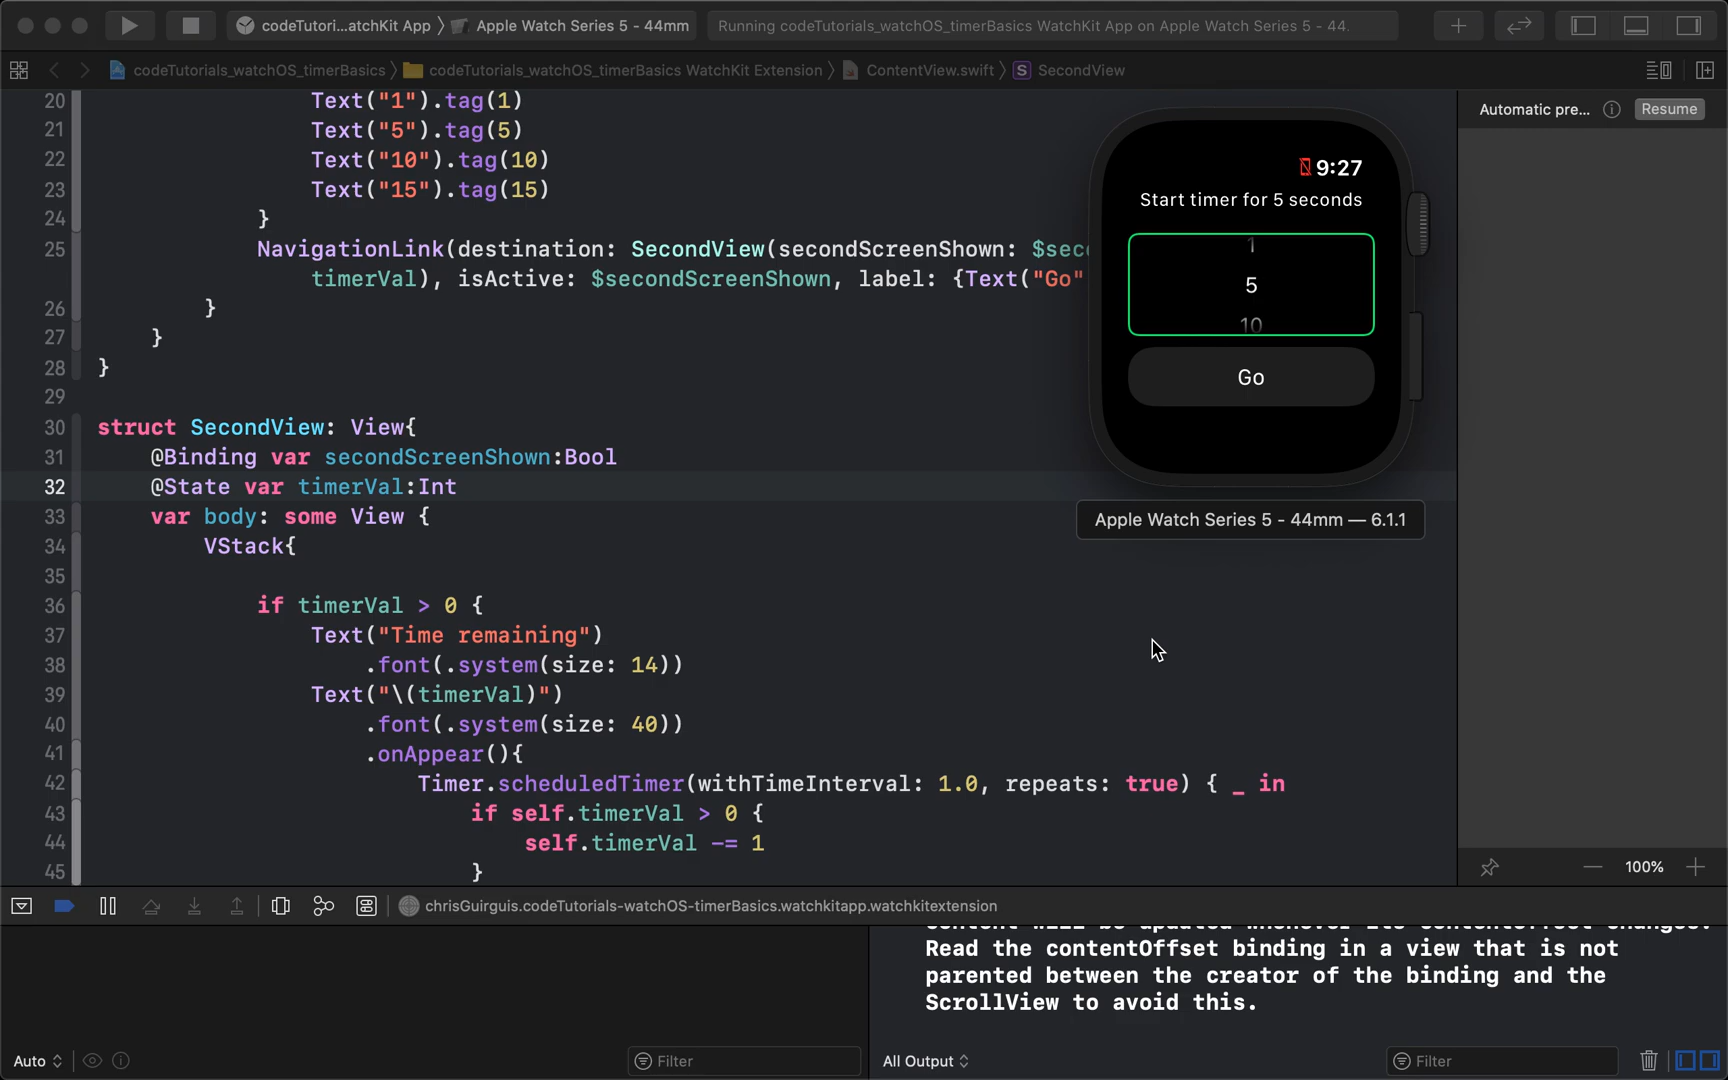 codeTutori...atchKit App
Apple Watch Series 5 - 44mm
Running codeTutorials_watchOS_timerBasics WatchKit App on Apple Watch Series 5 - 44.
codeTutorials_watchOS_timerBasics
codeTutorials_watchOS_timerBasics WatchKit Extension
ContentView.swift
S SecondView
20 Text("1").tag(1)
21 Text("5").tag(5)
22 Text("10").tag(10)
23 Text("15").tag(15)
24 }
25 NavigationLink(destination: SecondView(secondScreenShown: $sec
timerVal), isActive: $secondScreenShown, label: {Text("Go"
26 }
27 }
28 }
29
30 struct SecondView: View{
31 @Binding var secondScreenShown:Bool
32 @State var timerVal:Int
33 var body: some View {
34 VStack{
35
36 if timerVal > 0 {
37 Text("Time remaining")
38 .font(.system(size: 14))
39 Text("\(timerVal)")
40 .font(.system(size: 40))
41 .onAppear(){
42 Timer.scheduledTimer(withTimeInterval: 1.0, repeats: true) { _ in
43 if self.timerVal > 0 {
44 self.timerVal -= 1
45 }
9:27
Start timer for 5 seconds
1
5
10
Go
Apple Watch Series 5 - 44mm — 6.1.1
Automatic pre...
Resume
100%
chrisGuirguis.codeTutorials-watchOS-timerBasics.watchkitapp.watchkitextension
Read the contentOffset binding in a view that is not
parented between the creator of the binding and the
ScrollView to avoid this.
Auto
Filter
All Output
Filter